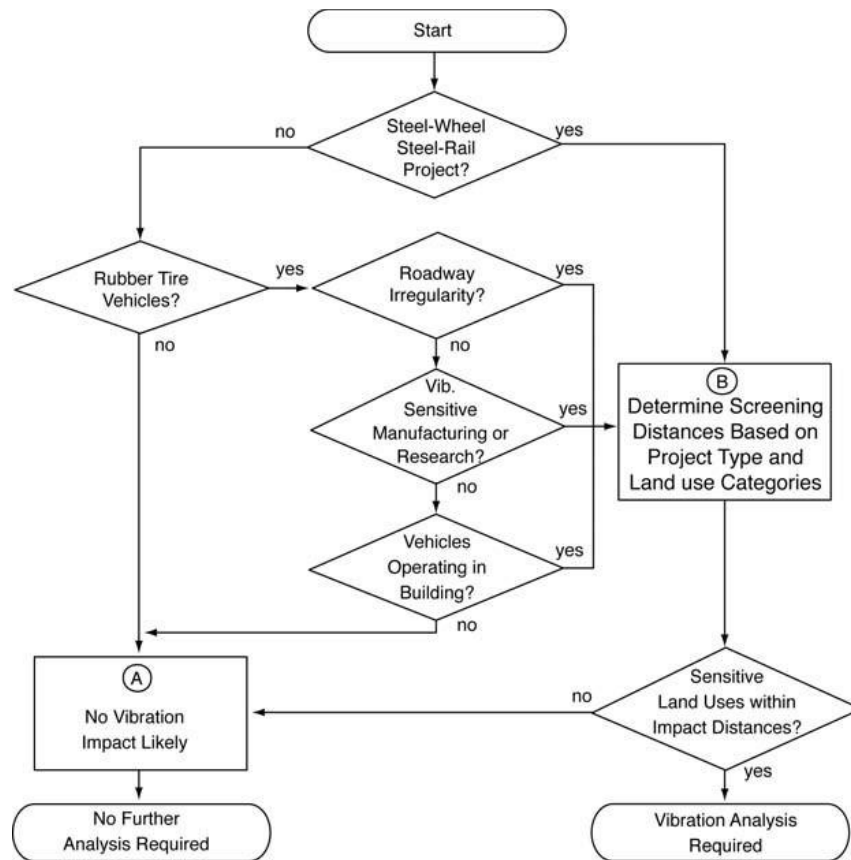 Start
Steel-Wheel
Steel-Rail
Project?
no
yes
Rubber Tire
Vehicles?
yes
no
Roadway
Irregularity?
yes
no
Vib.
Sensitive
Manufacturing or
Research?
yes
no
Vehicles
Operating in
Building?
yes
no
B
Determine Screening
Distances Based on
Project Type and
Land use Categories
Sensitive
Land Uses within
Impact Distances?
no
yes
A
No Vibration
Impact Likely
No Further
Analysis Required
Vibration Analysis
Required